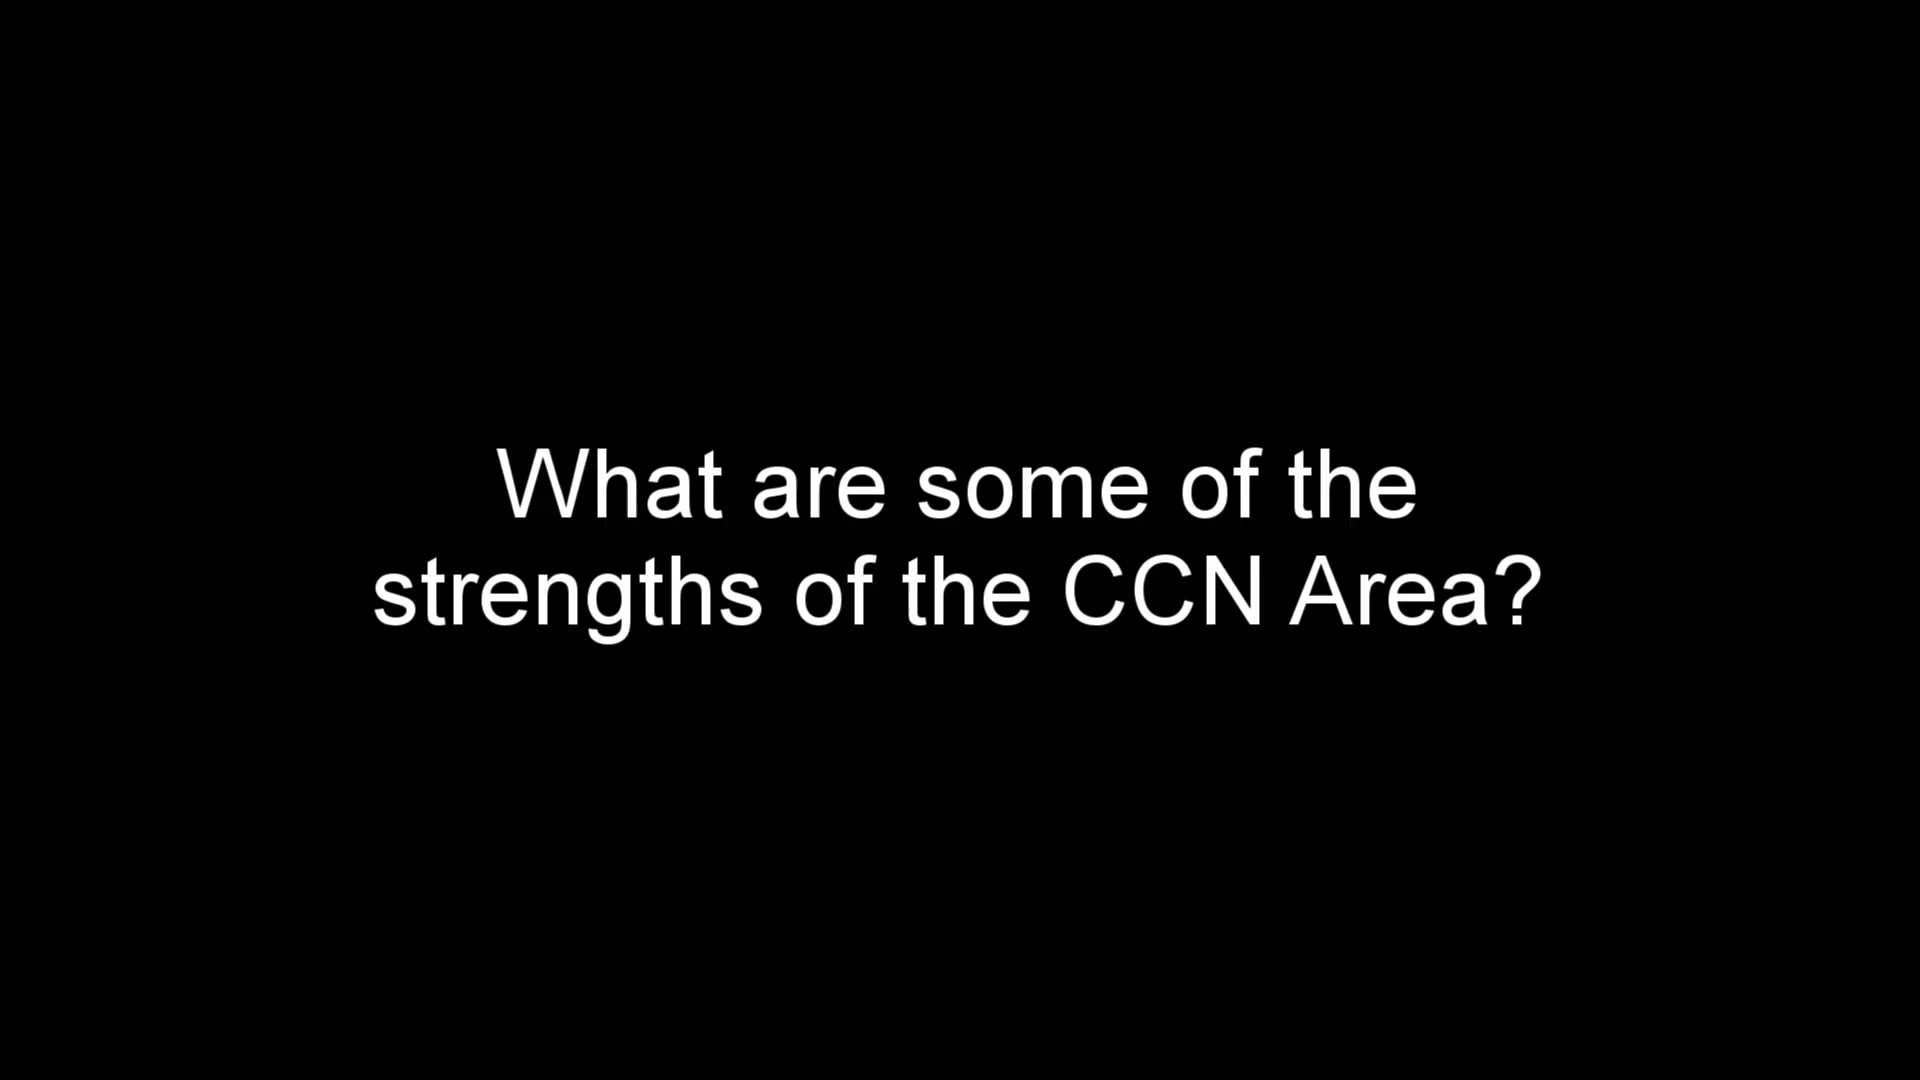 What are some of the
strengths of the CCN Area?